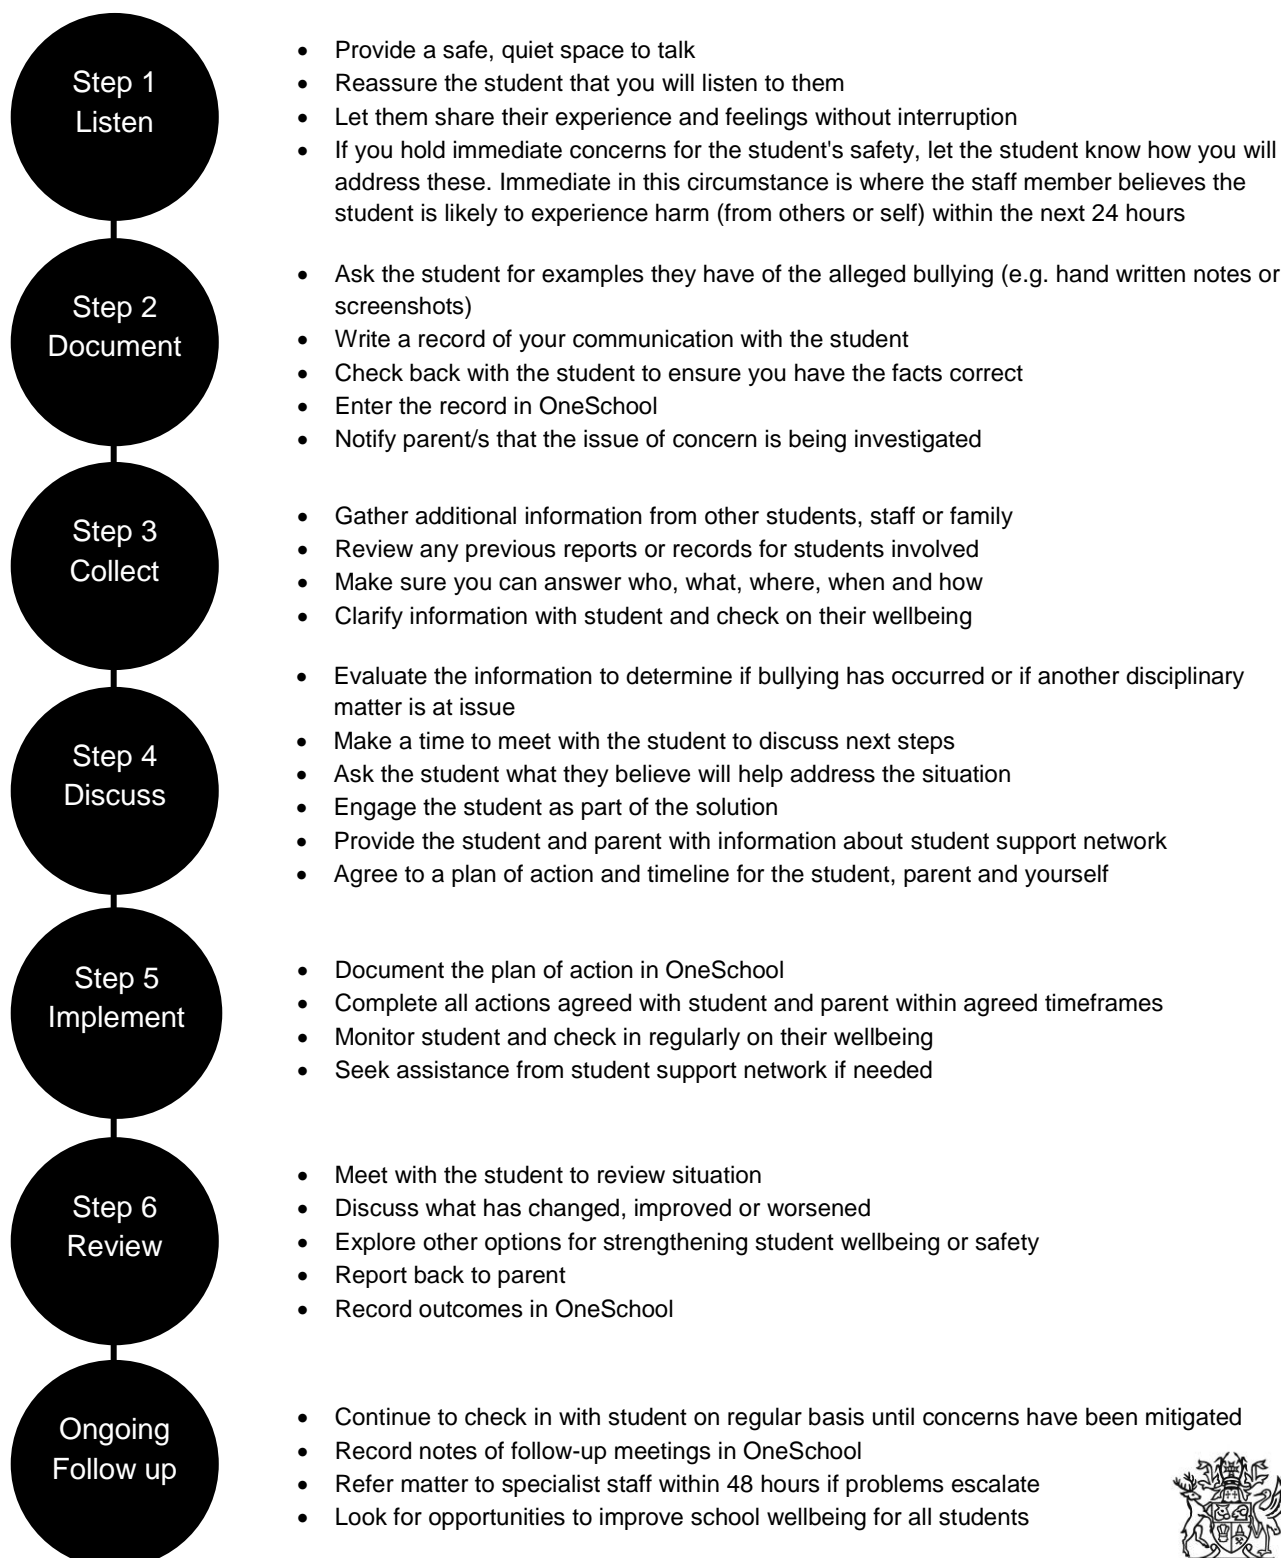 Step 1
Listen
• Provide a safe, quiet space to talk
• Reassure the student that you will listen to them
• Let them share their experience and feelings without interruption
• If you hold immediate concerns for the student's safety, let the student know how you will
address these. Immediate in this circumstance is where the staff member believes the
student is likely to experience harm (from others or self) within the next 24 hours
Step 2
Document
• Ask the student for examples they have of the alleged bullying (e.g. hand written notes or
screenshots)
• Write a record of your communication with the student
• Check back with the student to ensure you have the facts correct
• Enter the record in OneSchool
• Notify parent/s that the issue of concern is being investigated
Step 3
Collect
• Gather additional information from other students, staff or family
• Review any previous reports or records for students involved
• Make sure you can answer who, what, where, when and how
• Clarify information with student and check on their wellbeing
Step 4
Discuss
• Evaluate the information to determine if bullying has occurred or if another disciplinary
matter is at issue
• Make a time to meet with the student to discuss next steps
• Ask the student what they believe will help address the situation
• Engage the student as part of the solution
• Provide the student and parent with information about student support network
• Agree to a plan of action and timeline for the student, parent and yourself
Step 5
Implement
• Document the plan of action in OneSchool
• Complete all actions agreed with student and parent within agreed timeframes
• Monitor student and check in regularly on their wellbeing
• Seek assistance from student support network if needed
Step 6
Review
• Meet with the student to review situation
• Discuss what has changed, improved or worsened
• Explore other options for strengthening student wellbeing or safety
• Report back to parent
• Record outcomes in OneSchool
Ongoing
Follow up
• Continue to check in with student on regular basis until concerns have been mitigated
• Record notes of follow-up meetings in OneSchool
• Refer matter to specialist staff within 48 hours if problems escalate
• Look for opportunities to improve school wellbeing for all students